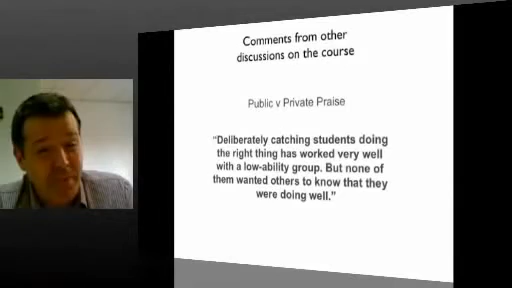 Comments from other
discussions on the course
Public v Private Praise
“Deliberately catching students doing
the right thing has worked very well
with a low-ability group. But none of
them wanted others to know that they
were doing well.”